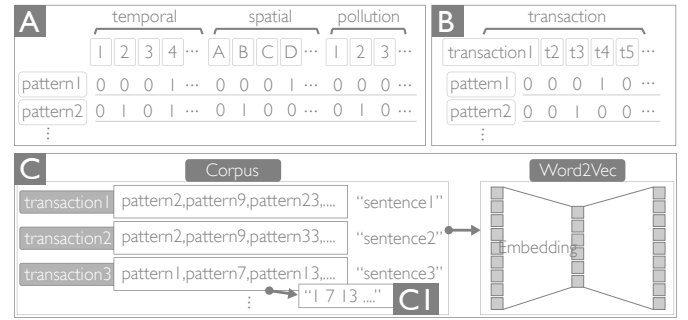 A
temporal spatial pollution
1 2 3 4 ... A B C D ... 1 2 3 ...
pattern1 0 0 0 1 ... 0 0 0 1 ... 0 0 0 ...
pattern2 0 1 0 1 ... 0 1 0 0 ... 0 1 0 ...
⋮
B
transaction
transaction1 t2 t3 t4 t5 ...
pattern1 0 0 0 1 0
pattern2 0 0 1 0 0
⋮
C
Corpus
transaction1 pattern2,pattern9,pattern23,.... "sentence1"
transaction2 pattern2,pattern9,pattern33,... "sentence2"
transaction3 pattern1,pattern7,pattern13,.... "sentence3"
⋮
"1 7 13 ...." C1
Word2Vec
Embedding